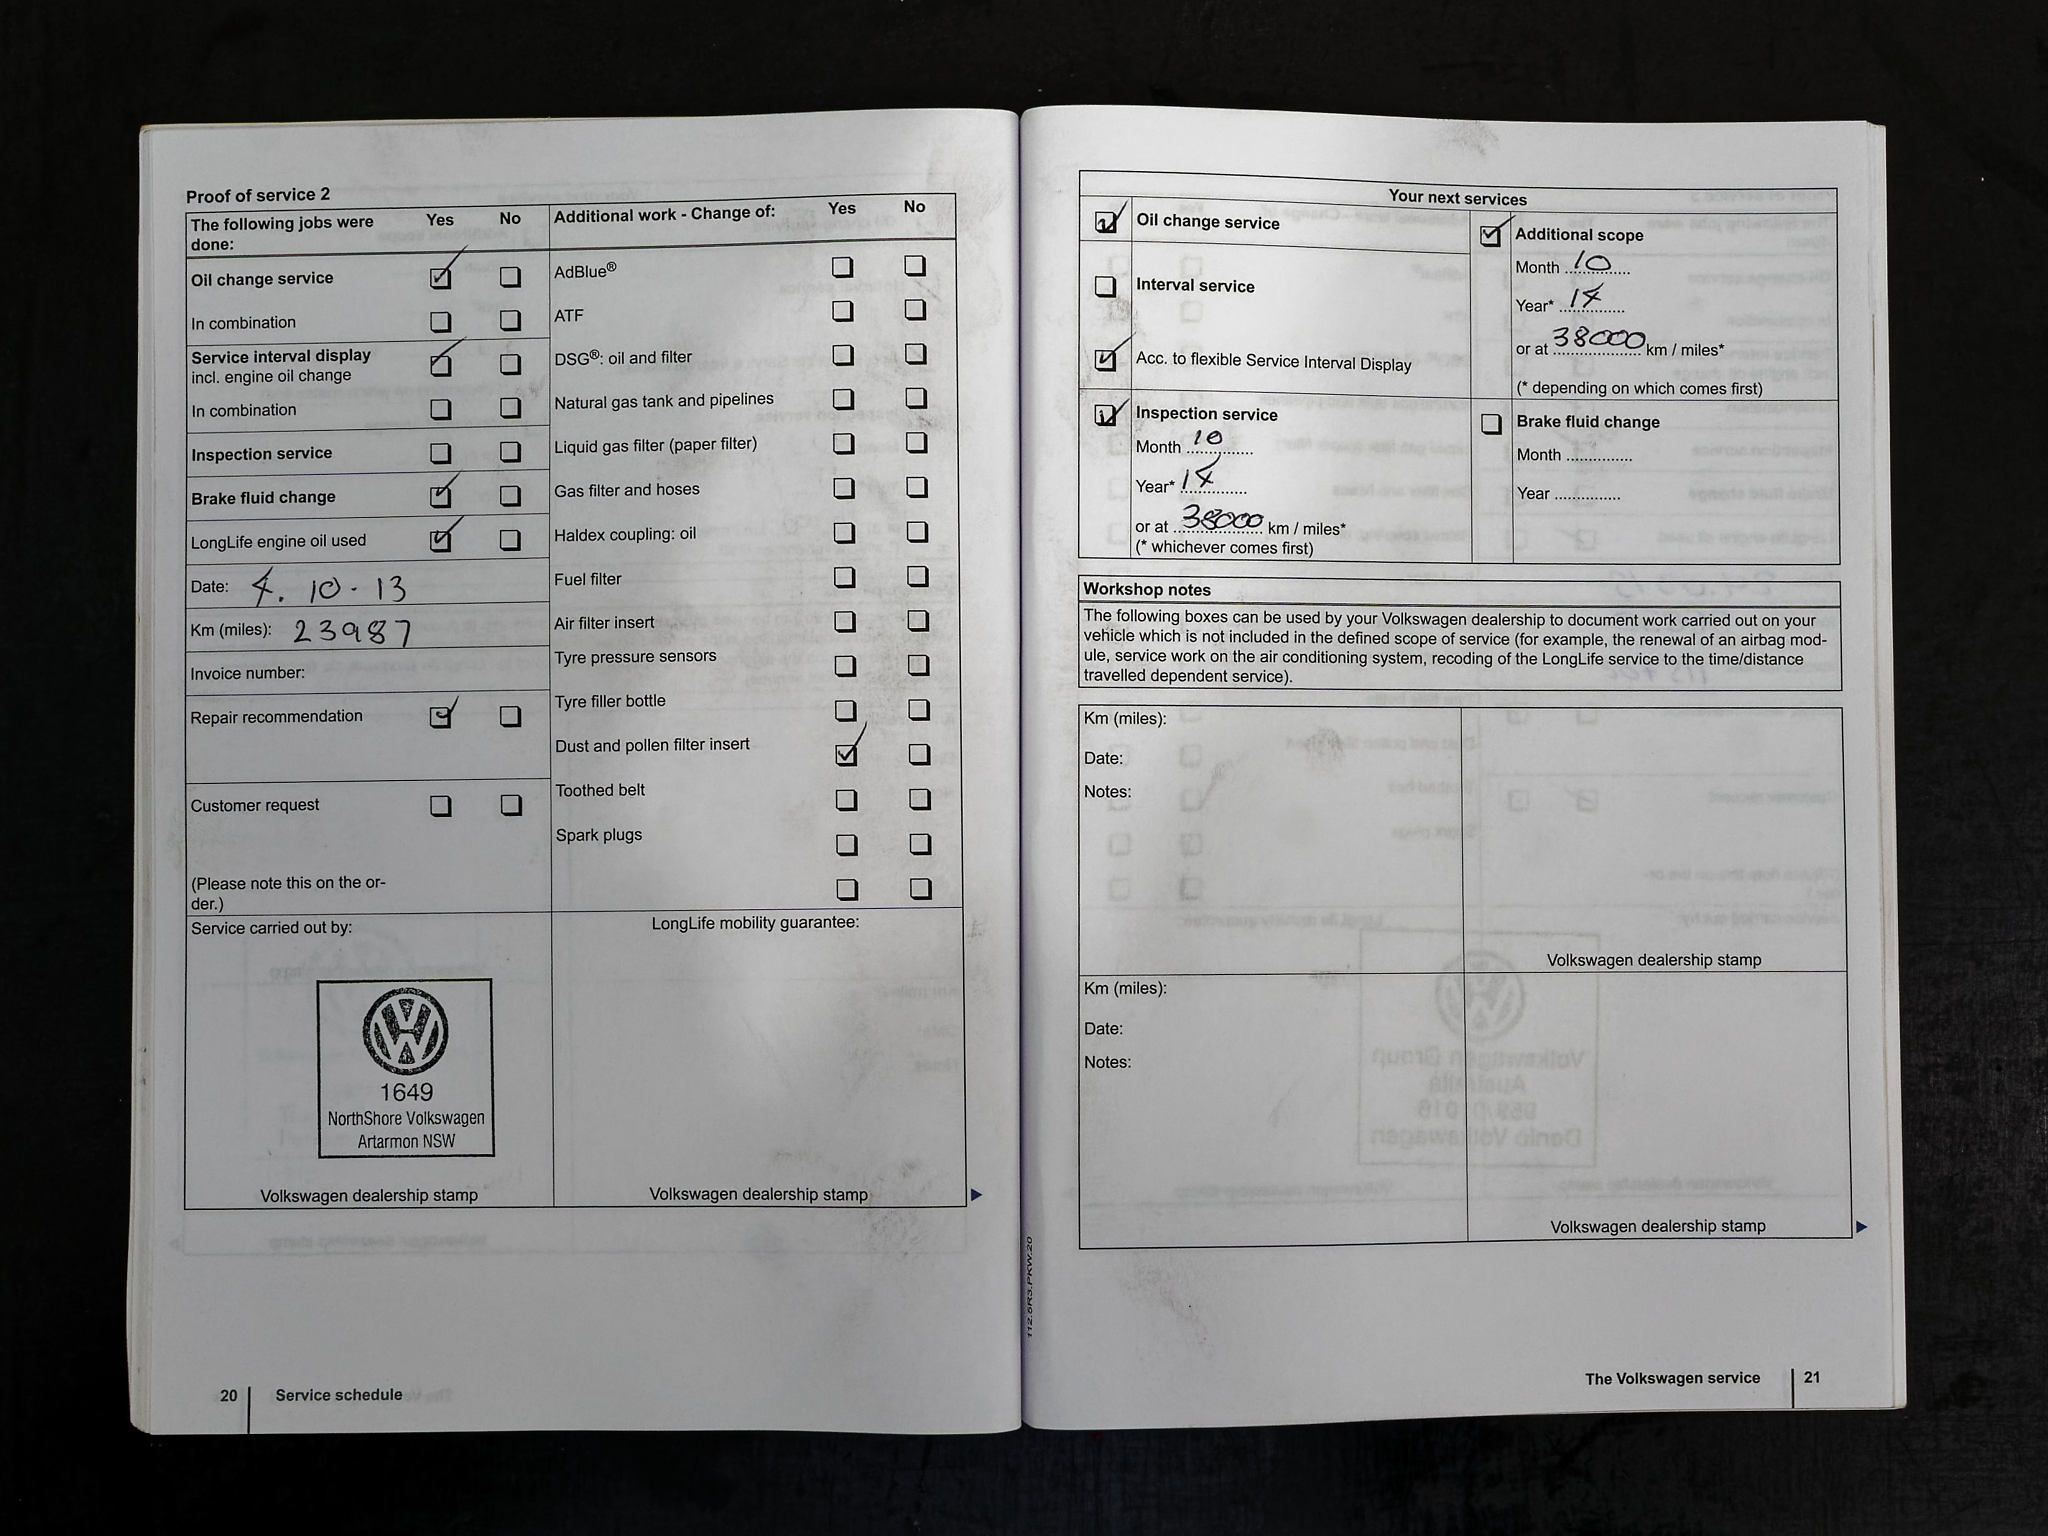 Proof of service 2
The following jobs were Yes No
done:
Oil change service
In combination
Service interval display
incl. engine oil change
In combination
Inspection service
Brake fluid change
LongLife engine oil used
Date: 4. 10 - 13
Km (miles): 23987
Invoice number:
Repair recommendation
Customer request
(Please note this on the or-
der.)
Additional work - Change of: Yes No
AdBlue®
ATF
DSG®: oil and filter
Natural gas tank and pipelines
Liquid gas filter (paper filter)
Gas filter and hoses
Haldex coupling: oil
Fuel filter
Air filter insert
Tyre pressure sensors
Tyre filler bottle
Dust and pollen filter insert
Toothed belt
Spark plugs
Service carried out by:
1649
NorthShore Volkswagen
Artarmon NSW
Volkswagen dealership stamp
LongLife mobility guarantee:
Volkswagen dealership stamp
20 Service schedule
112.5R3.PKW.20
Your next services
Oil change service
Interval service
Acc. to flexible Service Interval Display
Inspection service
Month 10
Year* 14
or at 38000 km / miles*
(* whichever comes first)
Additional scope
Month 10
Year* 14
or at 38000 km / miles*
(* depending on which comes first)
Brake fluid change
Month ...............
Year ...............
Workshop notes
The following boxes can be used by your Volkswagen dealership to document work carried out on your
vehicle which is not included in the defined scope of service (for example, the renewal of an airbag mod-
ule, service work on the air conditioning system, recoding of the LongLife service to the time/distance
travelled dependent service).
Km (miles):
Date:
Notes:
Volkswagen dealership stamp
Km (miles):
Date:
Notes:
Volkswagen dealership stamp
The Volkswagen service 21